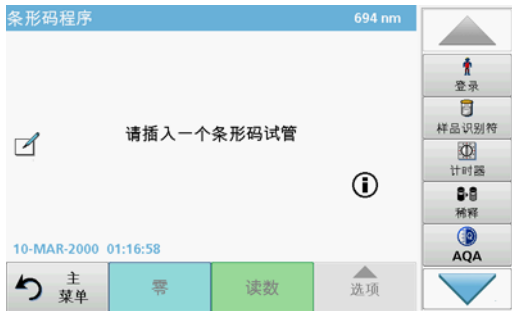 条形码程序 694 nm
请插入一个条形码试管
10-MAR-2000 01:16:58
主
菜单
零
读数
选项
登录
样品识别符
计时器
稀释
AQA